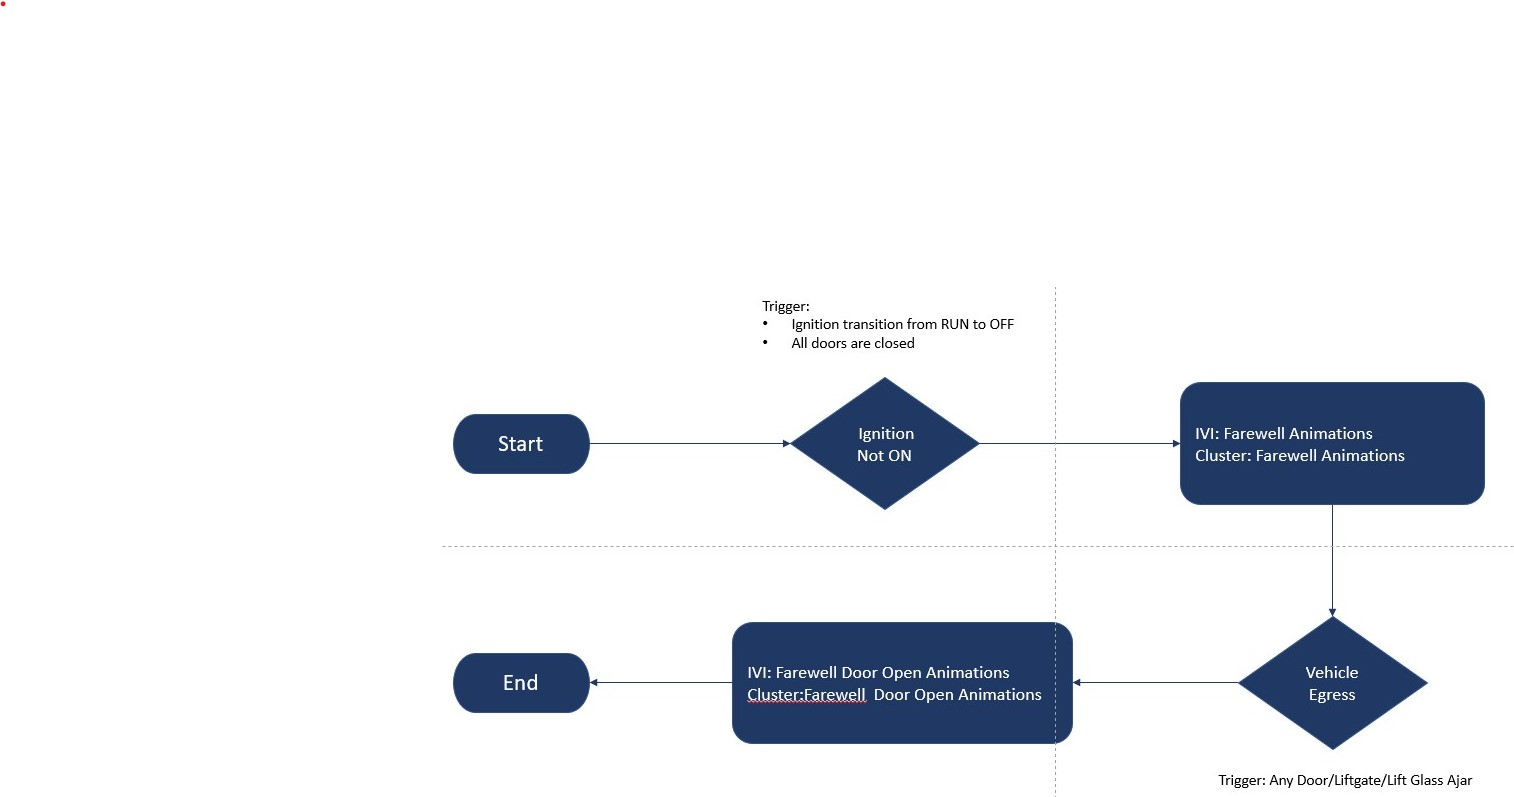 Trigger:
• Ignition transition from RUN to OFF
• All doors are closed
Start
Ignition
Not ON
IVI: Farewell Animations
Cluster: Farewell Animations
End
IVI: Farewell Door Open Animations
Cluster:Farewell Door Open Animations
Vehicle
Egress
Trigger: Any Door/Liftgate/Lift Glass Ajar